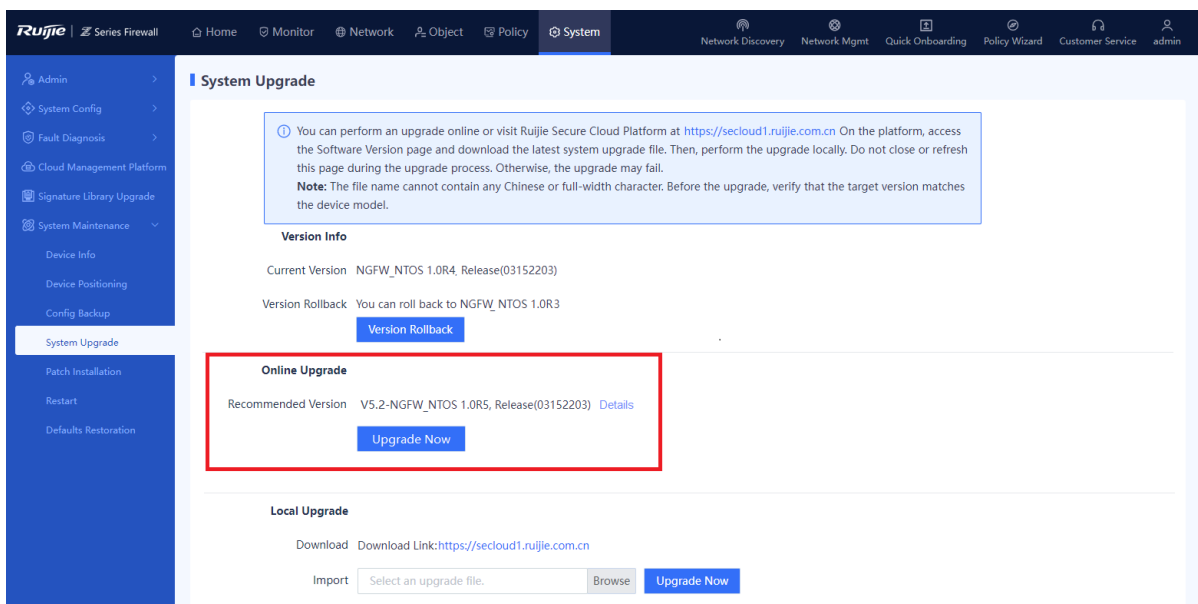 Ruijie | Z Series Firewall
Home
Monitor
Network
Object
Policy
System
Network Discovery
Network Mgmt
Quick Onboarding
Policy Wizard
Customer Service
admin
Admin
System Config
Fault Diagnosis
Cloud Management Platform
Signature Library Upgrade
System Maintenance
Device Info
Device Positioning
Config Backup
System Upgrade
Patch Installation
Restart
Defaults Restoration
System Upgrade
You can perform an upgrade online or visit Ruijie Secure Cloud Platform at https://secloud1.ruijie.com.cn On the platform, access
the Software Version page and download the latest system upgrade file. Then, perform the upgrade locally. Do not close or refresh
this page during the upgrade process. Otherwise, the upgrade may fail.
Note: The file name cannot contain any Chinese or full-width character. Before the upgrade, verify that the target version matches
the device model.
Version Info
Current Version NGFW_NTOS 1.0R4, Release(03152203)
Version Rollback You can roll back to NGFW_NTOS 1.0R3
Version Rollback
Online Upgrade
Recommended Version V5.2-NGFW_NTOS 1.0R5, Release(03152203) Details
Upgrade Now
Local Upgrade
Download Download Link:https://secloud1.ruijie.com.cn
Import Select an upgrade file. Browse Upgrade Now